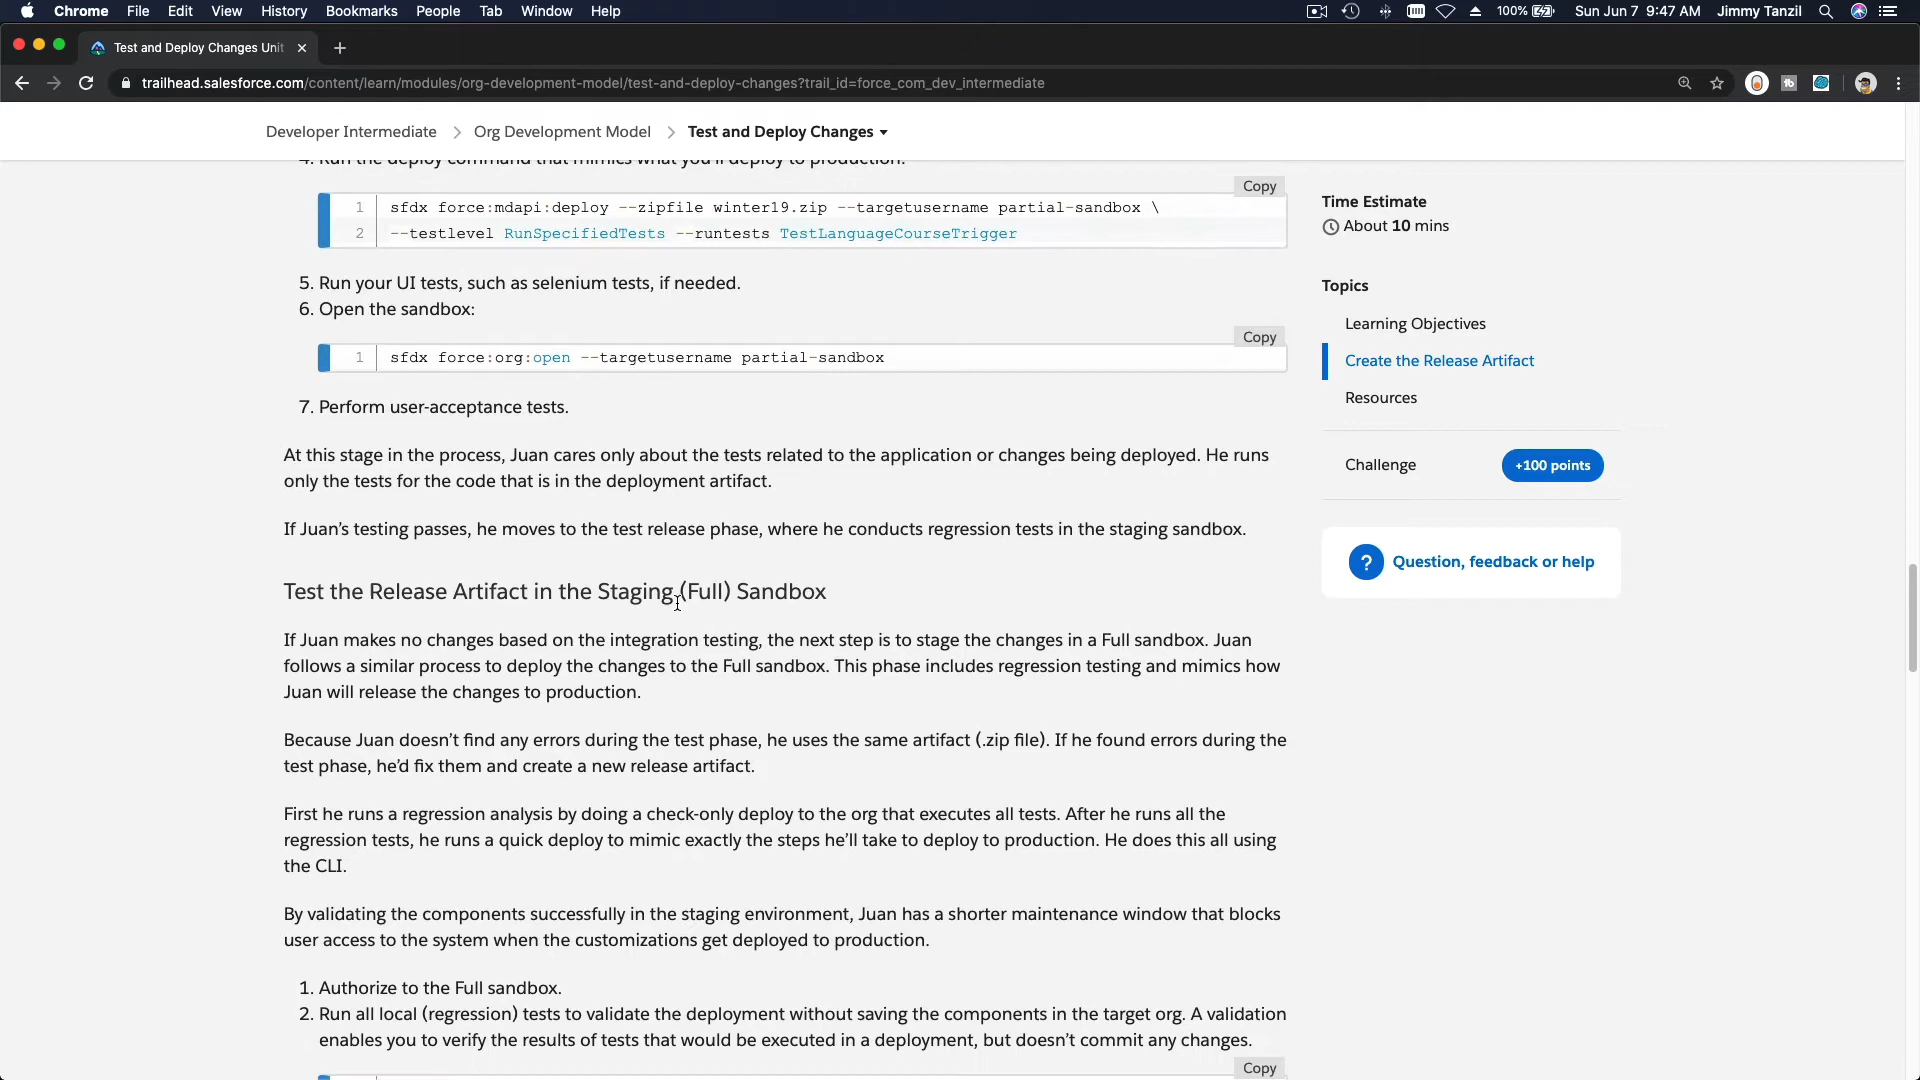 Chrome File Edit View History Bookmarks People Tab Window Help 100% Sun Jun 7 9:47 AM Jimmy Tanzil
Test and Deploy Changes Unit
trailhead.salesforce.com/content/learn/modules/org-development-model/test-and-deploy-changes?trail_id=force_com_dev_intermediate
Developer Intermediate > Org Development Model > Test and Deploy Changes
4. Run the deploy command that mimics what you'll deploy to production.
Copy
1 sfdx force:mdapi:deploy --zipfile winter19.zip --targetusername partial-sandbox \
2 --testlevel RunSpecifiedTests --runtests TestLanguageCourseTrigger
5. Run your UI tests, such as selenium tests, if needed.
6. Open the sandbox:
Copy
1 sfdx force:org:open --targetusername partial-sandbox
7. Perform user-acceptance tests.
At this stage in the process, Juan cares only about the tests related to the application or changes being deployed. He runs
only the tests for the code that is in the deployment artifact.
If Juan’s testing passes, he moves to the test release phase, where he conducts regression tests in the staging sandbox.
Test the Release Artifact in the Staging (Full) Sandbox
If Juan makes no changes based on the integration testing, the next step is to stage the changes in a Full sandbox. Juan
follows a similar process to deploy the changes to the Full sandbox. This phase includes regression testing and mimics how
Juan will release the changes to production.
Because Juan doesn’t find any errors during the test phase, he uses the same artifact (.zip file). If he found errors during the
test phase, he’d fix them and create a new release artifact.
First he runs a regression analysis by doing a check-only deploy to the org that executes all tests. After he runs all the
regression tests, he runs a quick deploy to mimic exactly the steps he’ll take to deploy to production. He does this all using
the CLI.
By validating the components successfully in the staging environment, Juan has a shorter maintenance window that blocks
user access to the system when the customizations get deployed to production.
1. Authorize to the Full sandbox.
2. Run all local (regression) tests to validate the deployment without saving the components in the target org. A validation
enables you to verify the results of tests that would be executed in a deployment, but doesn’t commit any changes.
Copy
Time Estimate
About 10 mins
Topics
Learning Objectives
Create the Release Artifact
Resources
Challenge +100 points
? Question, feedback or help